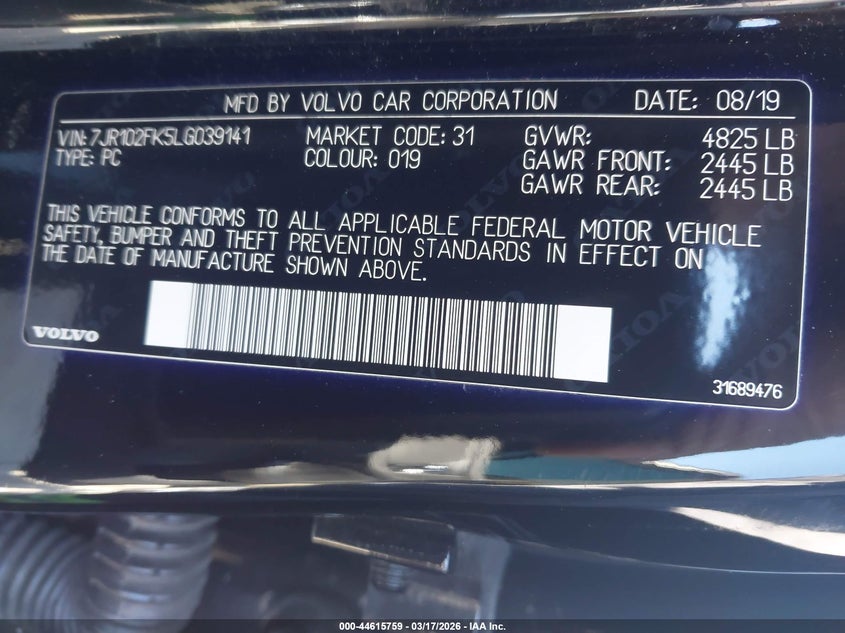 MFD BY VOLVO CAR CORPORATION DATE: 08/19
VIN: 7JR102FK5LG039141 MARKET CODE: 31 GVWR: 4825 LB
TYPE: PC COLOUR: 019 GAWR FRONT: 2445 LB
GAWR REAR: 2445 LB
THIS VEHICLE CONFORMS TO ALL APPLICABLE FEDERAL MOTOR VEHICLE
SAFETY, BUMPER AND THEFT PREVENTION STANDARDS IN EFFECT ON
THE DATE OF MANUFACTURE SHOWN ABOVE.
VOLVO
31689476
000-44615759 - 03/17/2026 - IAA Inc.